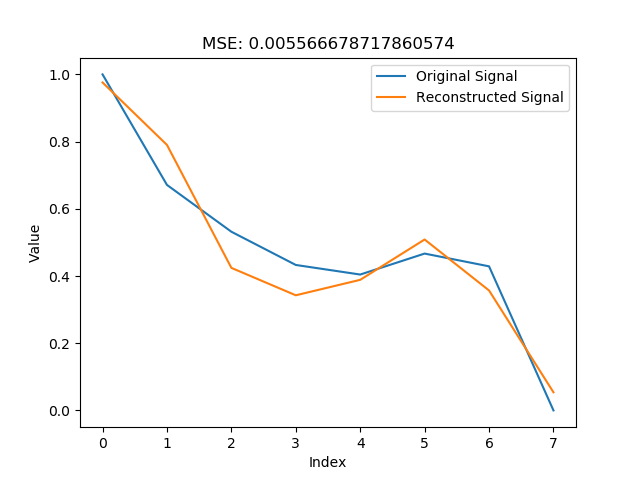 MSE: 0.005566678717860574
Original Signal
Reconstructed Signal
1.0
0.8
0.6
0.4
0.2
0.0
Value
0 1 2 3 4 5 6 7
Index